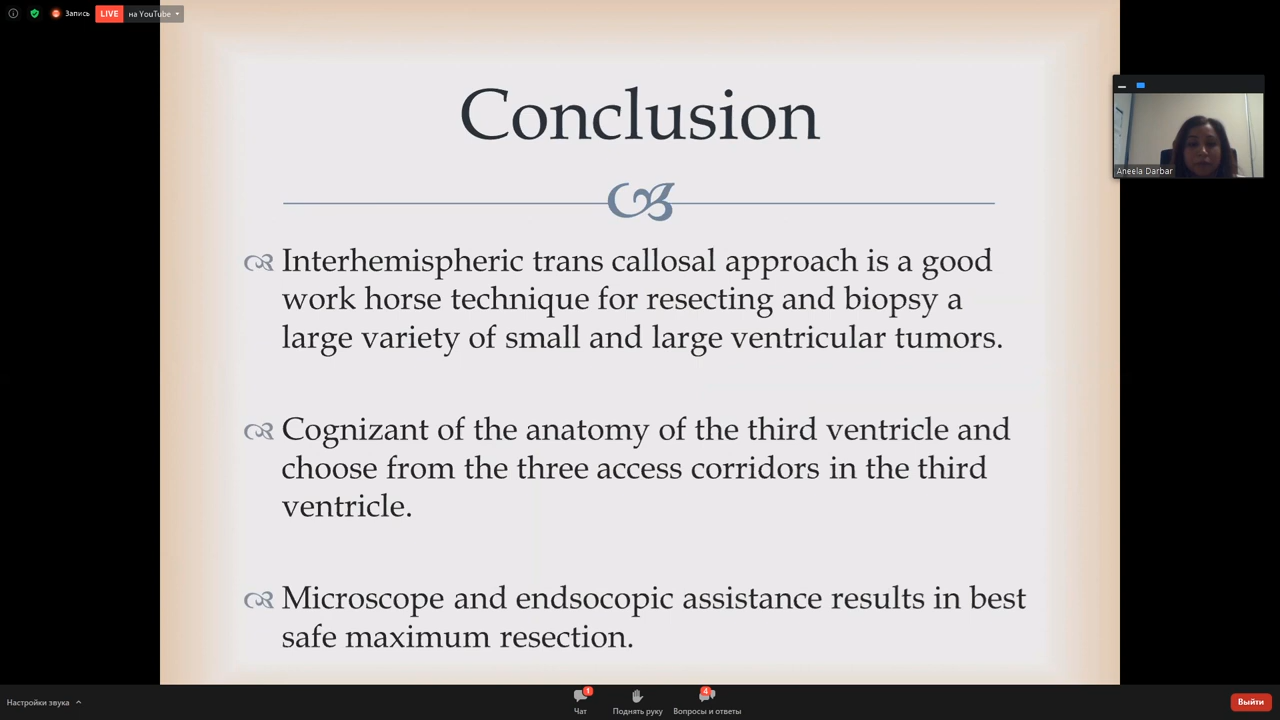 Запись
LIVE
на YouTube
Conclusion
Interhemispheric trans callosal approach is a good
work horse technique for resecting and biopsy a
large variety of small and large ventricular tumors.
Cognizant of the anatomy of the third ventricle and
choose from the three access corridors in the third
ventricle.
Microscope and endsocopic assistance results in best
safe maximum resection.
Aneela Darbar
Настройки звука
1
Чат
Поднять руку
4
Вопросы и ответы
Выйти